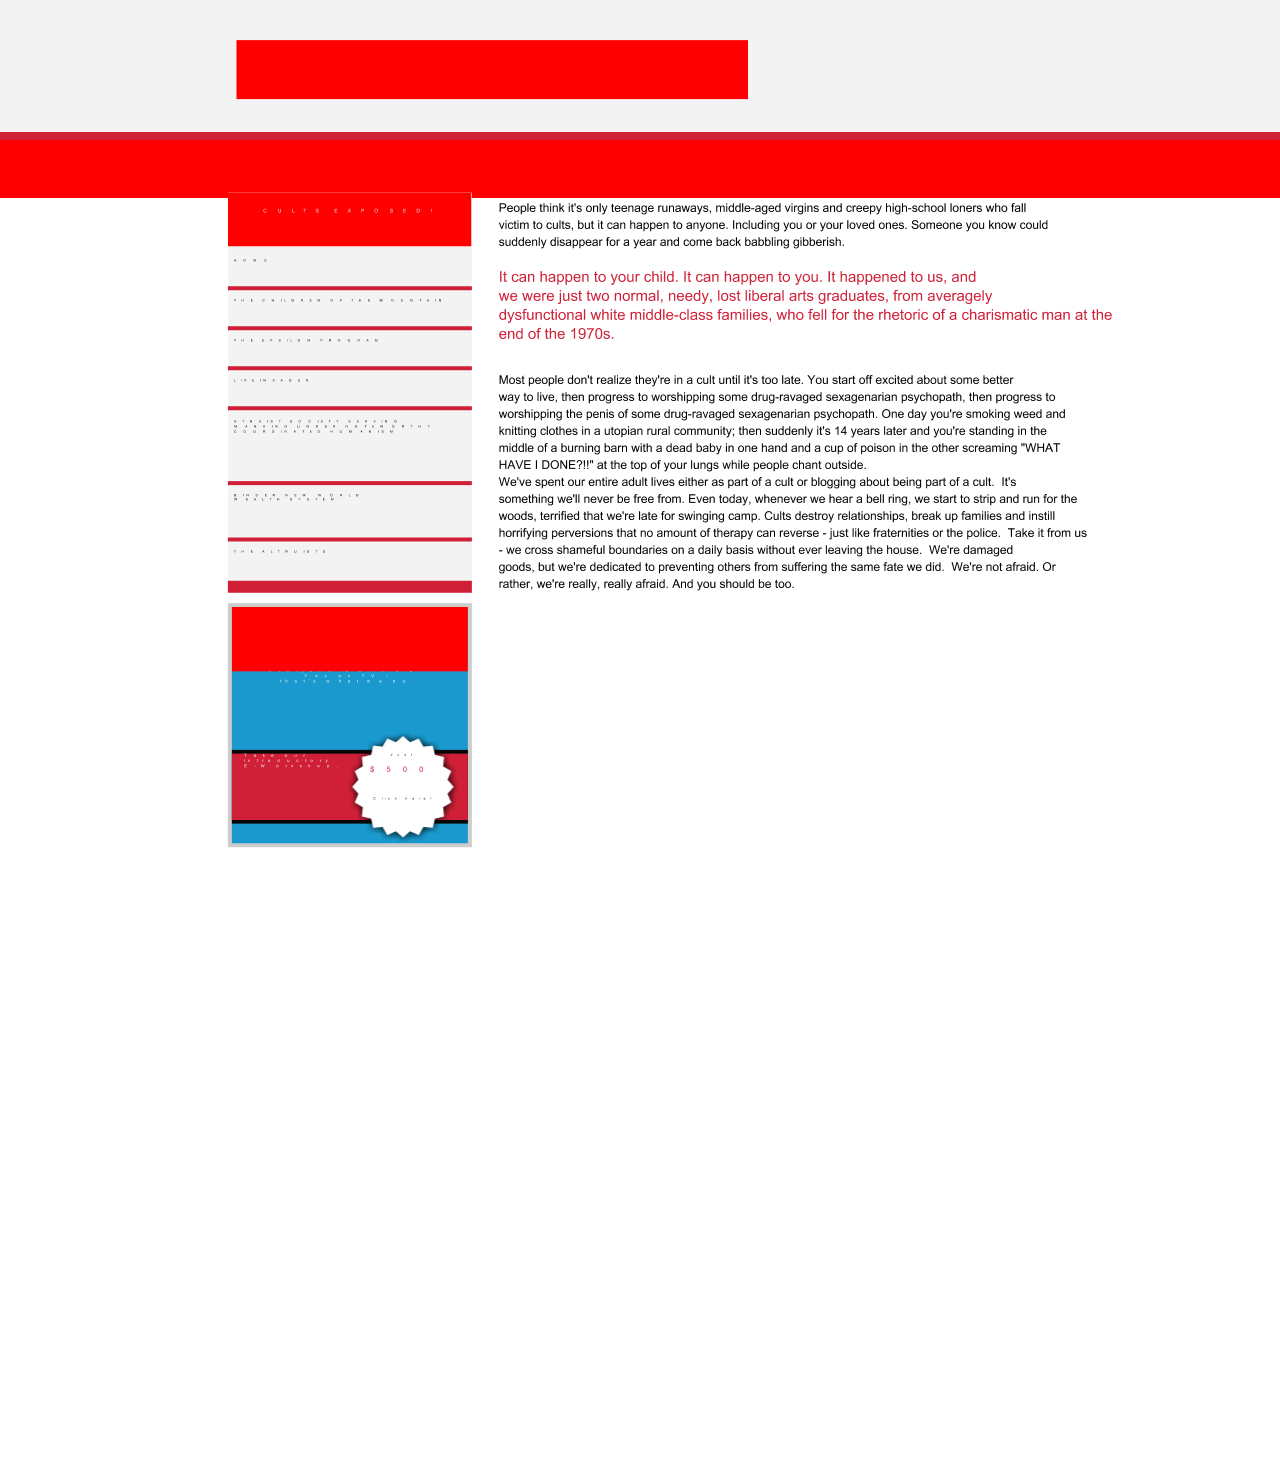 CULTS EXPOSED!
HOME
THE CHILDREN OF THE MOUNTAIN
THE EPSILON PROGRAM
LIFEINVADER
ATHEIST SOCIETY SERVING
MANKIND UNDER NOTEWORTHY
COORDINATED HUMANISM
BINDER NEW WORLD
WEALTH SYSTEM
THE ALTRUISTS
You on TV -
that's what we do.
Take our
Introductory
E-Workshop.
Just
$500
Click here!
People think it's only teenage runaways, middle-aged virgins and creepy high-school loners who fall
victim to cults, but it can happen to anyone. Including you or your loved ones. Someone you know could
suddenly disappear for a year and come back babbling gibberish.
It can happen to your child. It can happen to you. It happened to us, and
we were just two normal, needy, lost liberal arts graduates, from averagely
dysfunctional white middle-class families, who fell for the rhetoric of a charismatic man at the
end of the 1970s.
Most people don't realize they're in a cult until it's too late. You start off excited about some better
way to live, then progress to worshipping some drug-ravaged sexagenarian psychopath, then progress to
worshipping the penis of some drug-ravaged sexagenarian psychopath. One day you're smoking weed and
knitting clothes in a utopian rural community; then suddenly it's 14 years later and you're standing in the
middle of a burning barn with a dead baby in one hand and a cup of poison in the other screaming "WHAT
HAVE I DONE?!!" at the top of your lungs while people chant outside.
We've spent our entire adult lives either as part of a cult or blogging about being part of a cult.  It's
something we'll never be free from. Even today, whenever we hear a bell ring, we start to strip and run for the
woods, terrified that we're late for swinging camp. Cults destroy relationships, break up families and instill
horrifying perversions that no amount of therapy can reverse - just like fraternities or the police.  Take it from us
- we cross shameful boundaries on a daily basis without ever leaving the house.  We're damaged
goods, but we're dedicated to preventing others from suffering the same fate we did.  We're not afraid. Or
rather, we're really, really afraid. And you should be too.